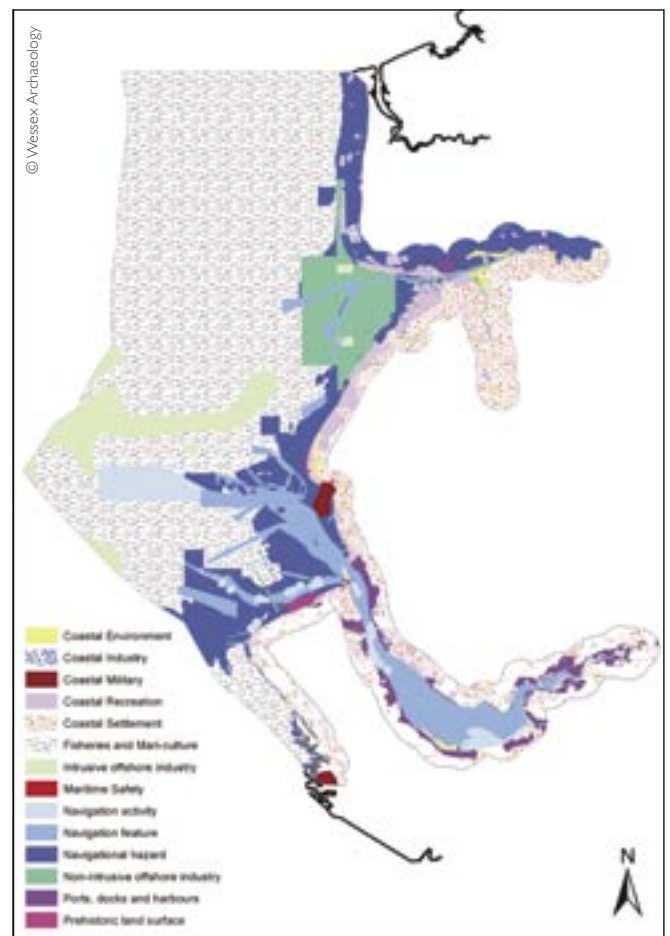 © Wessex Archaeology
Coastal Environment
Coastal Industry
Coastal Military
Coastal Recreation
Coastal Settlement
Fisheries and Mari-culture
Intrusive offshore industry
Maritime Safety
Navigation activity
Navigation feature
Navigational hazard
Non-intrusive offshore industry
Ports, docks and harbours
Prehistoric land surface
N